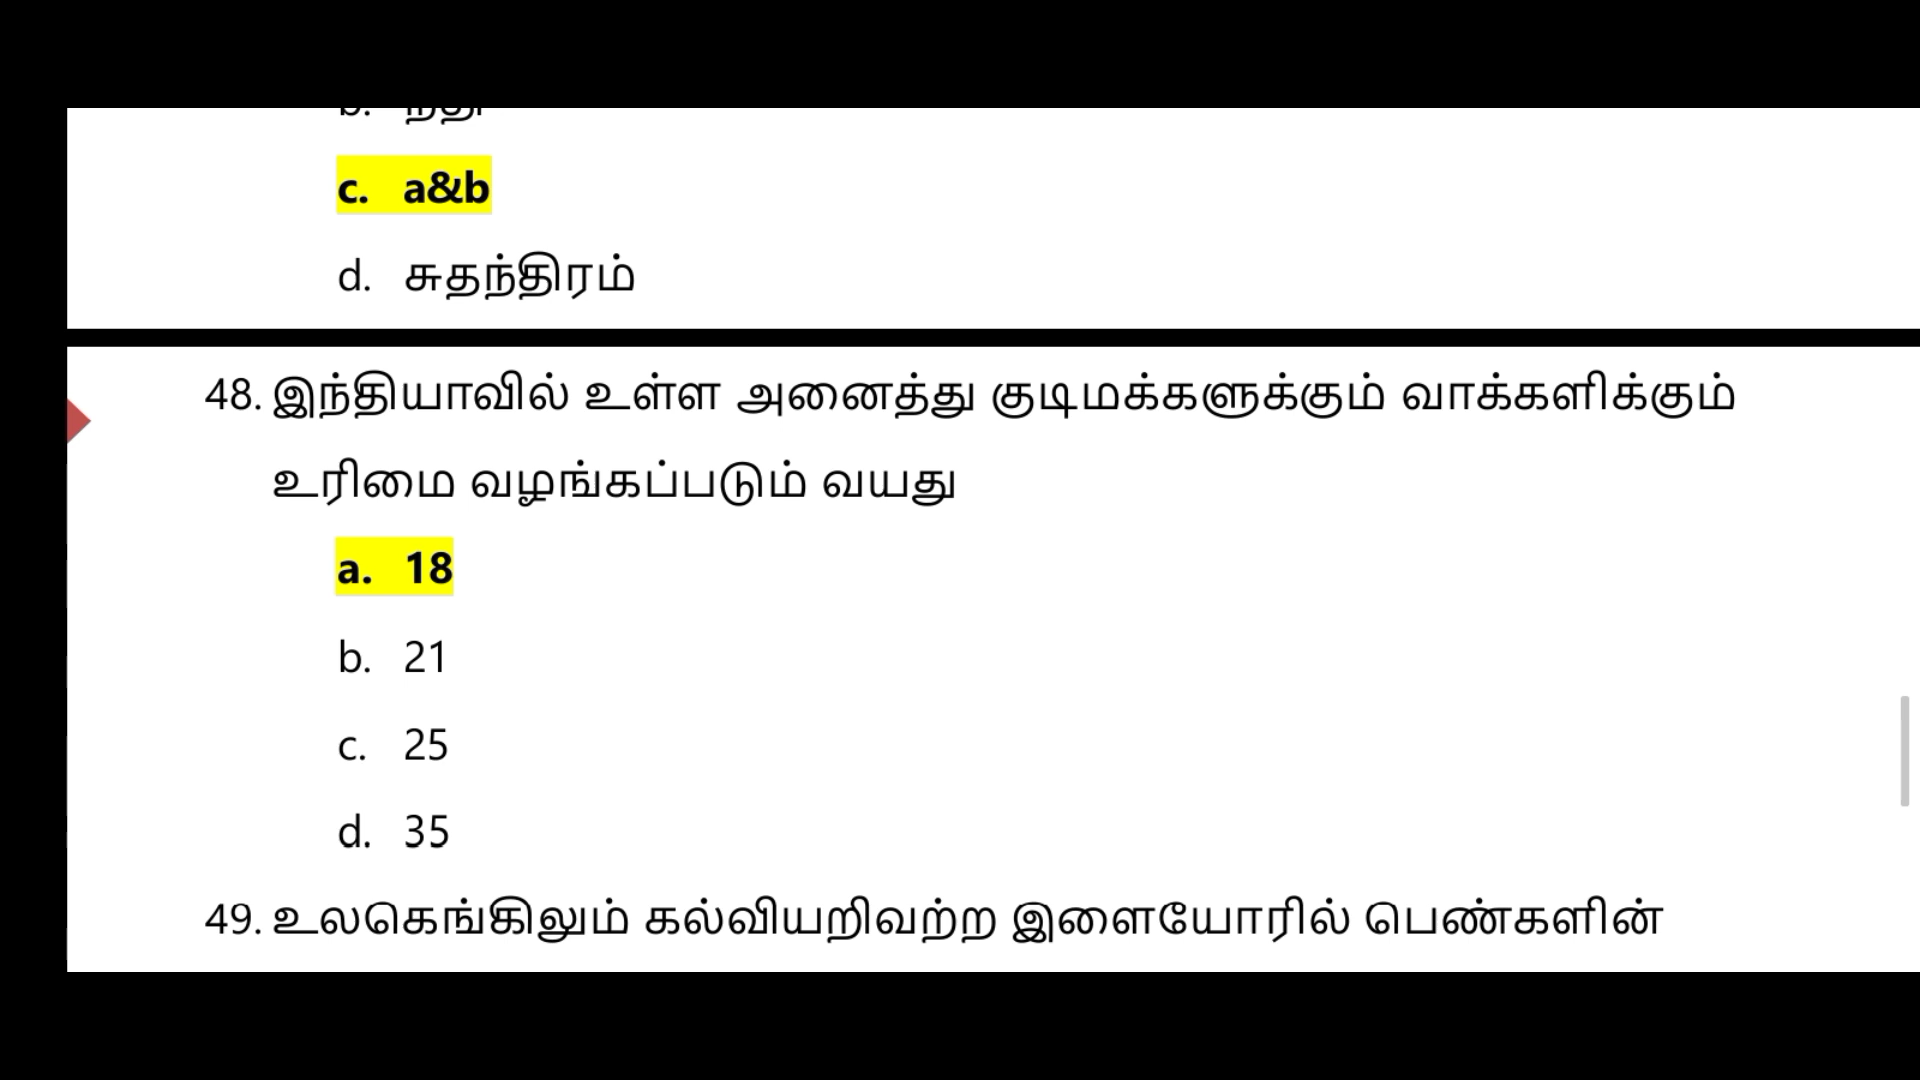 c. a&b
d. சுதந்திரம்
48. இந்தியாவில் உள்ள அனைத்து குடிமக்களுக்கும் வாக்களிக்கும்
உரிமை வழங்கப்படும் வயது
a. 18
b. 21
c. 25
d. 35
49. உலகெங்கிலும் கல்வியறிவற்ற இளையோரில் பெண்களின்